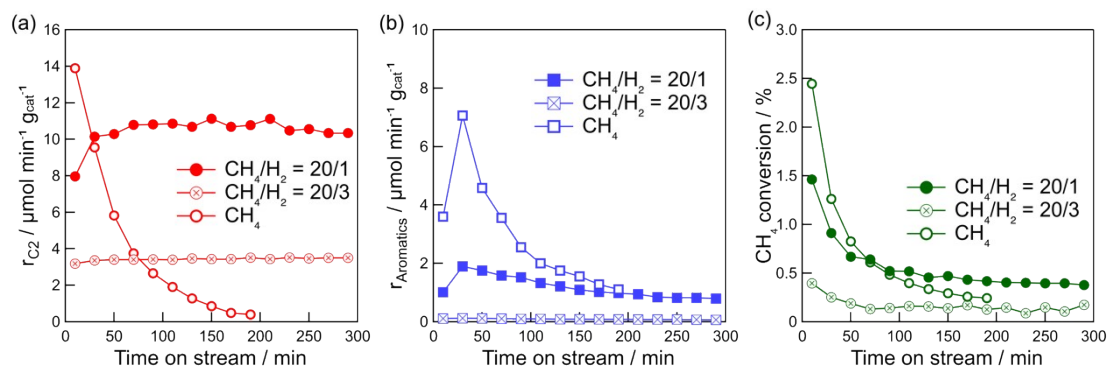 (a)
16
14
12
10
8
6
4
2
0
r_C2 / μmol min⁻¹ g_cat⁻¹
CH₄/H₂ = 20/1
CH₄/H₂ = 20/3
CH₄
0 50 100 150 200 250 300
Time on stream / min
(b)
10
8
6
4
2
0
r_Aromatics / μmol min⁻¹ g_cat⁻¹
CH₄/H₂ = 20/1
CH₄/H₂ = 20/3
CH₄
0 50 100 150 200 250 300
Time on stream / min
(c)
3.0
2.5
2.0
1.5
1.0
0.5
0.0
CH₄ conversion / %
CH₄/H₂ = 20/1
CH₄/H₂ = 20/3
CH₄
0 50 100 150 200 250 300
Time on stream / min